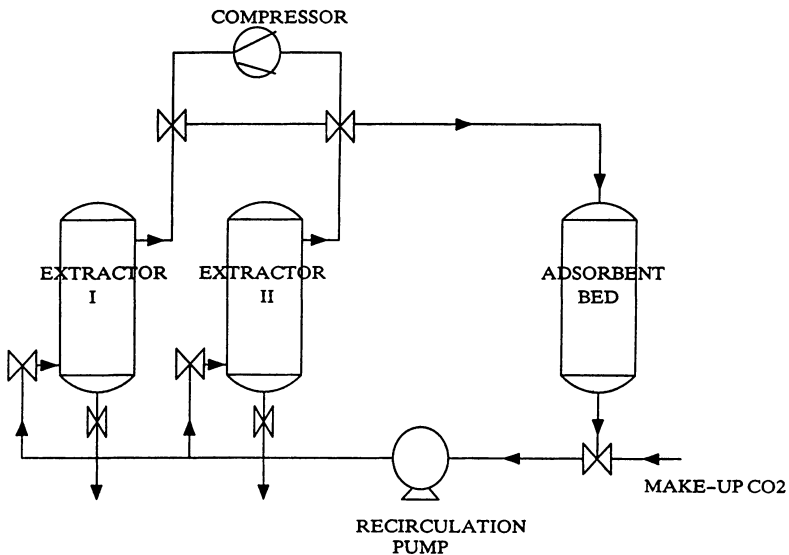 COMPRESSOR
EXTRACTOR
I
EXTRACTOR
II
ADSORBENT
BED
MAKE-UP CO2
RECIRCULATION
PUMP